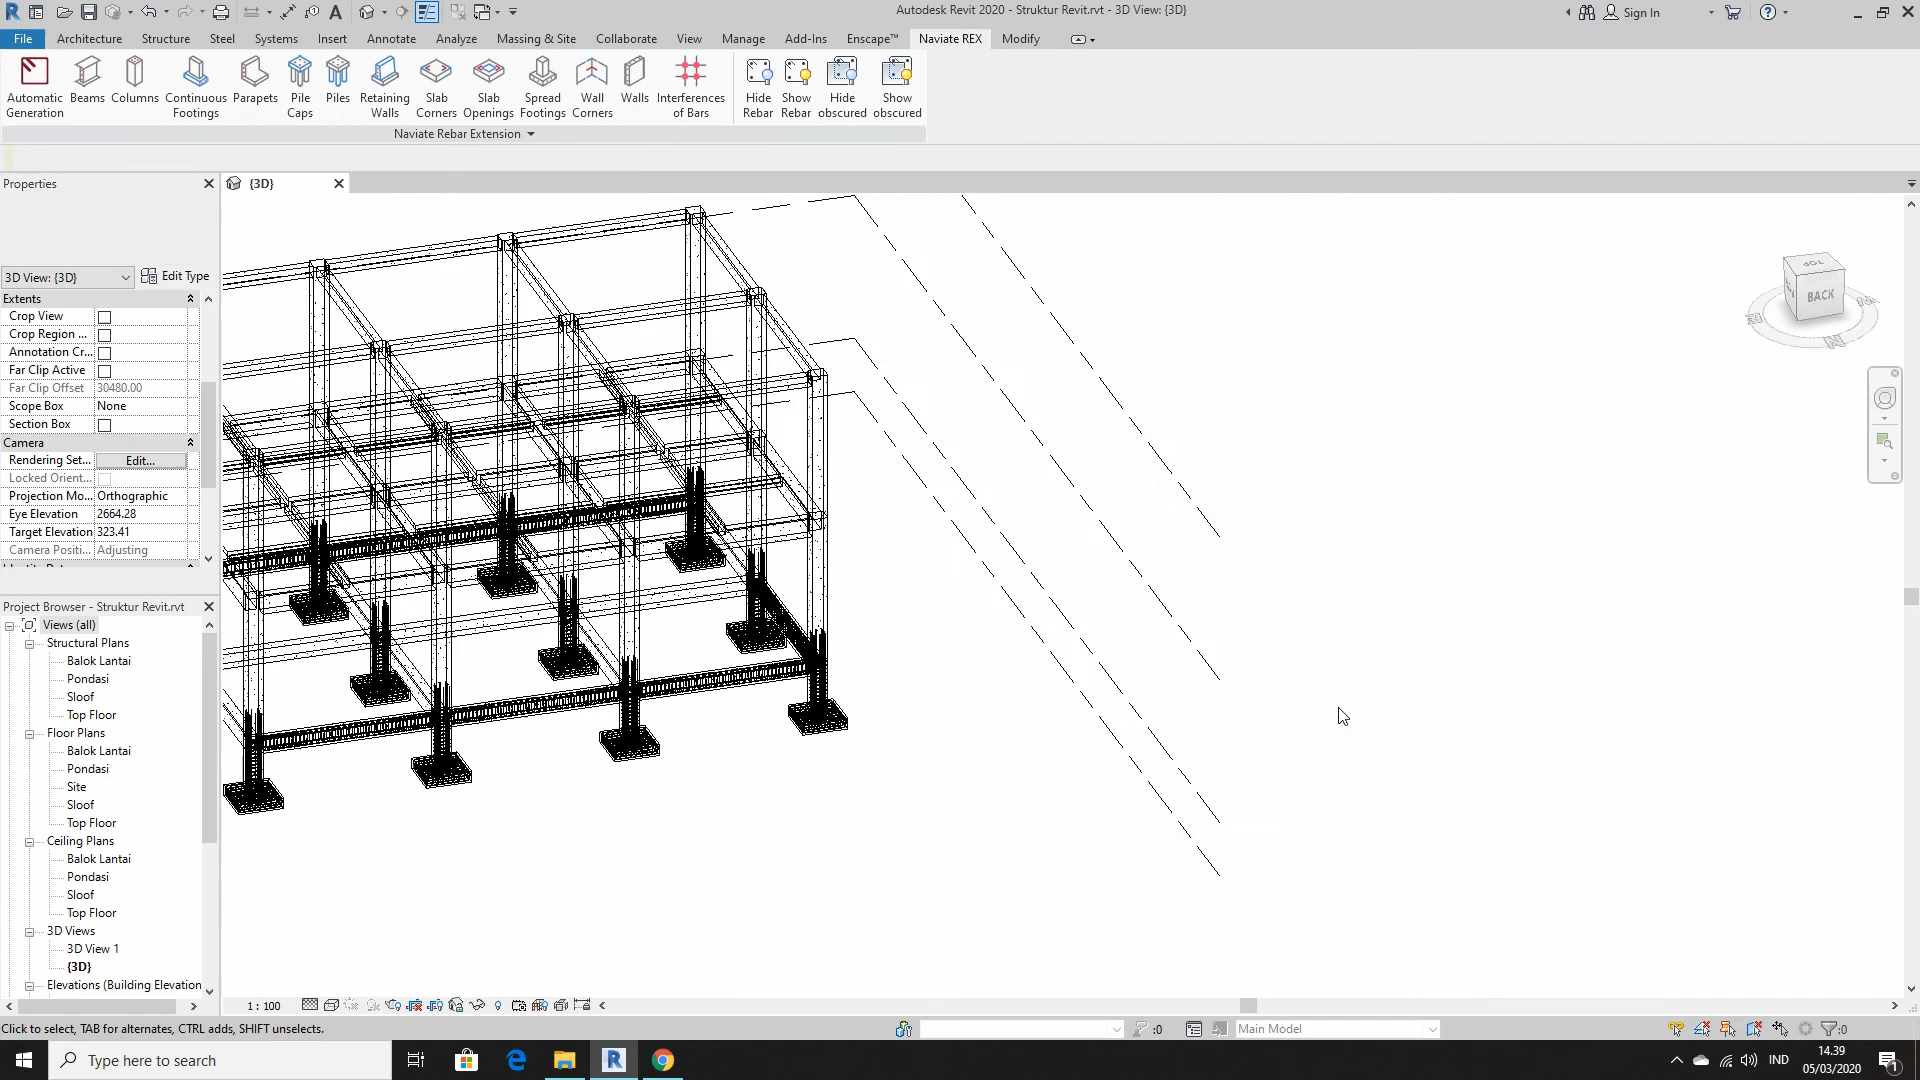 Autodesk Revit 2020 - Struktur Revit.rvt - 3D View: {3D}
Sign In
File Architecture Structure Steel Systems Insert Annotate Analyze Massing & Site Collaborate View Manage Add-Ins Enscape™ Naviate REX Modify
Automatic Generation
Beams
Columns
Continuous Footings
Parapets
Pile Caps
Piles
Retaining Walls
Slab Corners
Slab Openings
Spread Footings
Wall Corners
Walls
Interferences of Bars
Hide Rebar
Show Rebar
Hide obscured
Show obscured
Naviate Rebar Extension
Properties
{3D}
3D View: {3D}
Edit Type
Extents
Crop View
Crop Region ...
Annotation Cr...
Far Clip Active
Far Clip Offset 30480.00
Scope Box None
Section Box
Camera
Rendering Set... Edit...
Locked Orient...
Projection Mo... Orthographic
Eye Elevation 2664.28
Target Elevation 323.41
Camera Positi... Adjusting
Project Browser - Struktur Revit.rvt
Views (all)
Structural Plans
Balok Lantai
Pondasi
Sloof
Top Floor
Floor Plans
Balok Lantai
Pondasi
Site
Sloof
Top Floor
Ceiling Plans
Balok Lantai
Pondasi
Sloof
Top Floor
3D Views
3D View 1
{3D}
Elevations (Building Elevation
TOP
BACK
1 : 100
Click to select, TAB for alternates, CTRL adds, SHIFT unselects.
:0
Main Model
:0
Type here to search
IND
14.39
05/03/2020
1